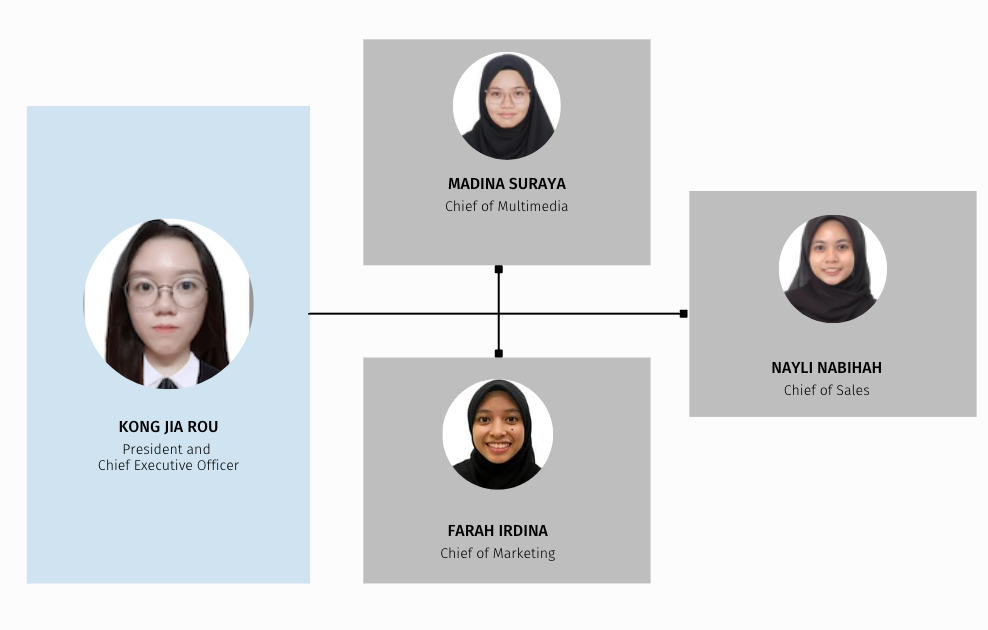 KONG JIA ROU
President and
Chief Executive Officer
MADINA SURAYA
Chief of Multimedia
FARAH IRDINA
Chief of Marketing
NAYLI NABIHAH
Chief of Sales